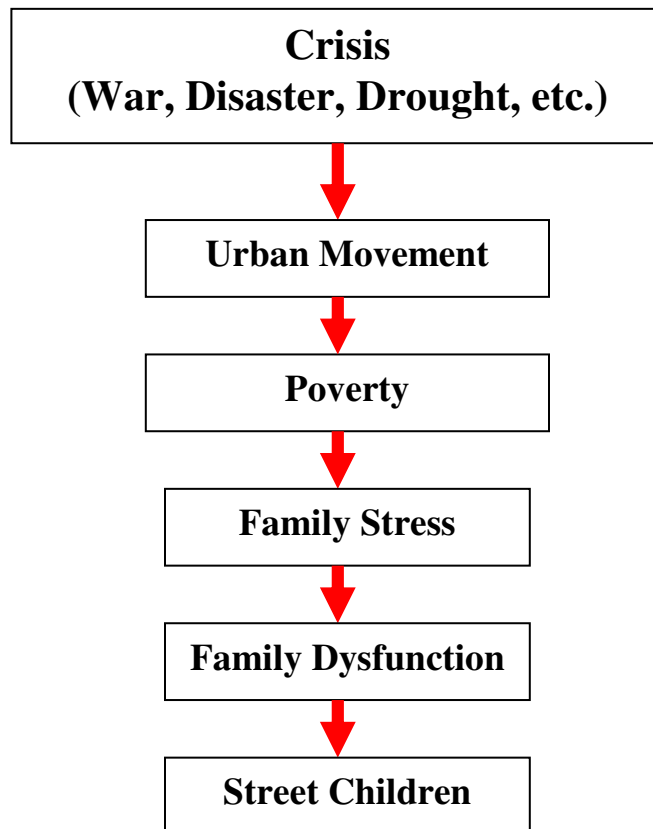 Crisis
(War, Disaster, Drought, etc.)
Urban Movement
Poverty
Family Stress
Family Dysfunction
Street Children